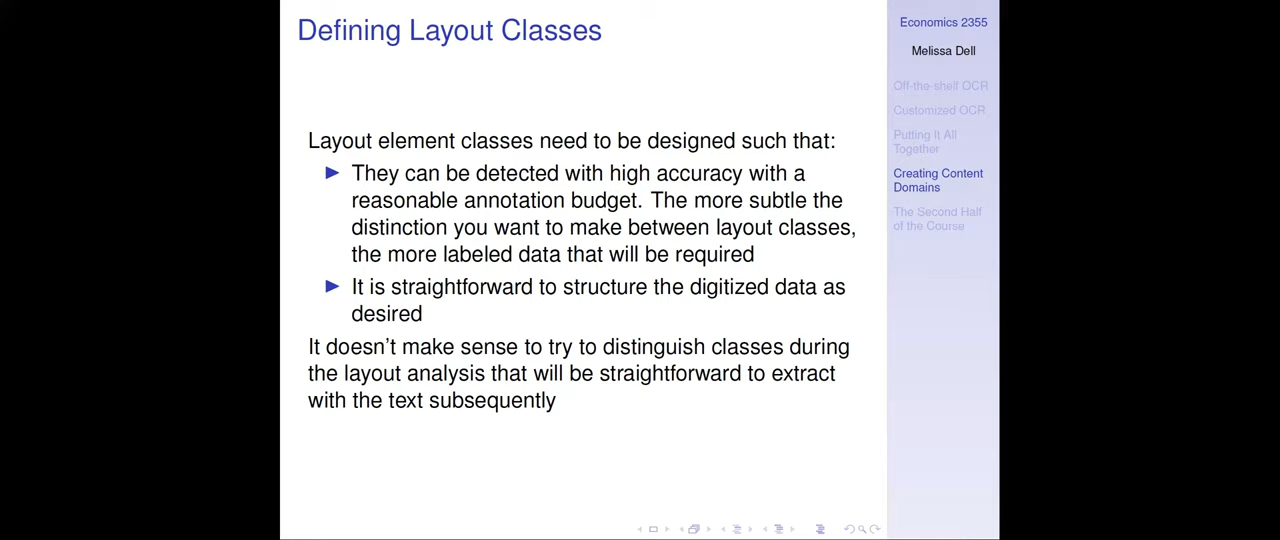 Defining Layout Classes
Layout element classes need to be designed such that:
They can be detected with high accuracy with a
reasonable annotation budget. The more subtle the
distinction you want to make between layout classes,
the more labeled data that will be required
It is straightforward to structure the digitized data as
desired
It doesn't make sense to try to distinguish classes during
the layout analysis that will be straightforward to extract
with the text subsequently
Economics 2355
Melissa Dell
Off-the-shelf OCR
Customized OCR
Putting It All
Together
Creating Content
Domains
The Second Half
of the Course